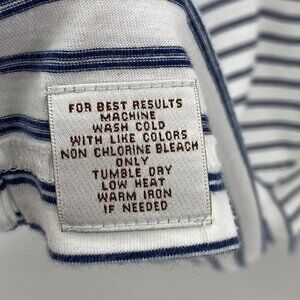 FOR BEST RESULTS
MACHINE
WASH COLD
WITH LIKE COLORS
NON CHLORINE BLEACH
ONLY
TUMBLE DRY
LOW HEAT
WARM IRON
IF NEEDED